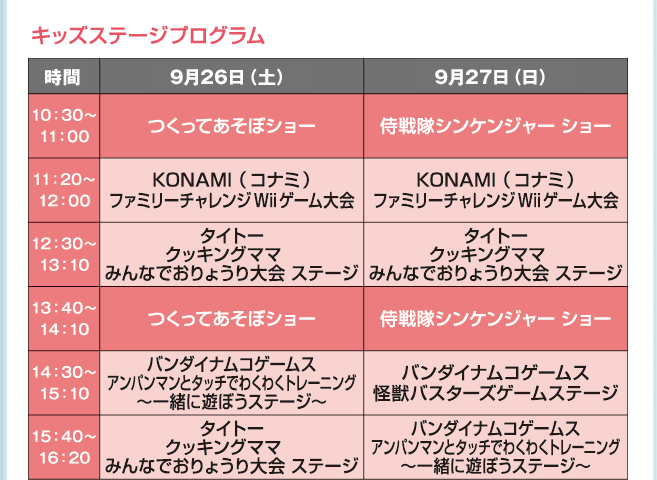 キッズステージプログラム
時間 9月26日（土） 9月27日（日）
10：30～
11：00
つくってあそぼショー
侍戦隊シンケンジャー ショー
11：20～
12：00
KONAMI（コナミ）
ファミリーチャレンジWiiゲーム大会
KONAMI（コナミ）
ファミリーチャレンジWiiゲーム大会
12：30～
13：10
タイトー
クッキングママ
みんなでおりょうり大会 ステージ
タイトー
クッキングママ
みんなでおりょうり大会 ステージ
13：40～
14：10
つくってあそぼショー
侍戦隊シンケンジャー ショー
14：30～
15：10
バンダイナムコゲームス
アンパンマンとタッチでわくわくトレーニング
～一緒に遊ぼうステージ～
バンダイナムコゲームス
怪獣バスターズゲームステージ
15：40～
16：20
タイトー
クッキングママ
みんなでおりょうり大会 ステージ
バンダイナムコゲームス
アンパンマンとタッチでわくわくトレーニング
～一緒に遊ぼうステージ～